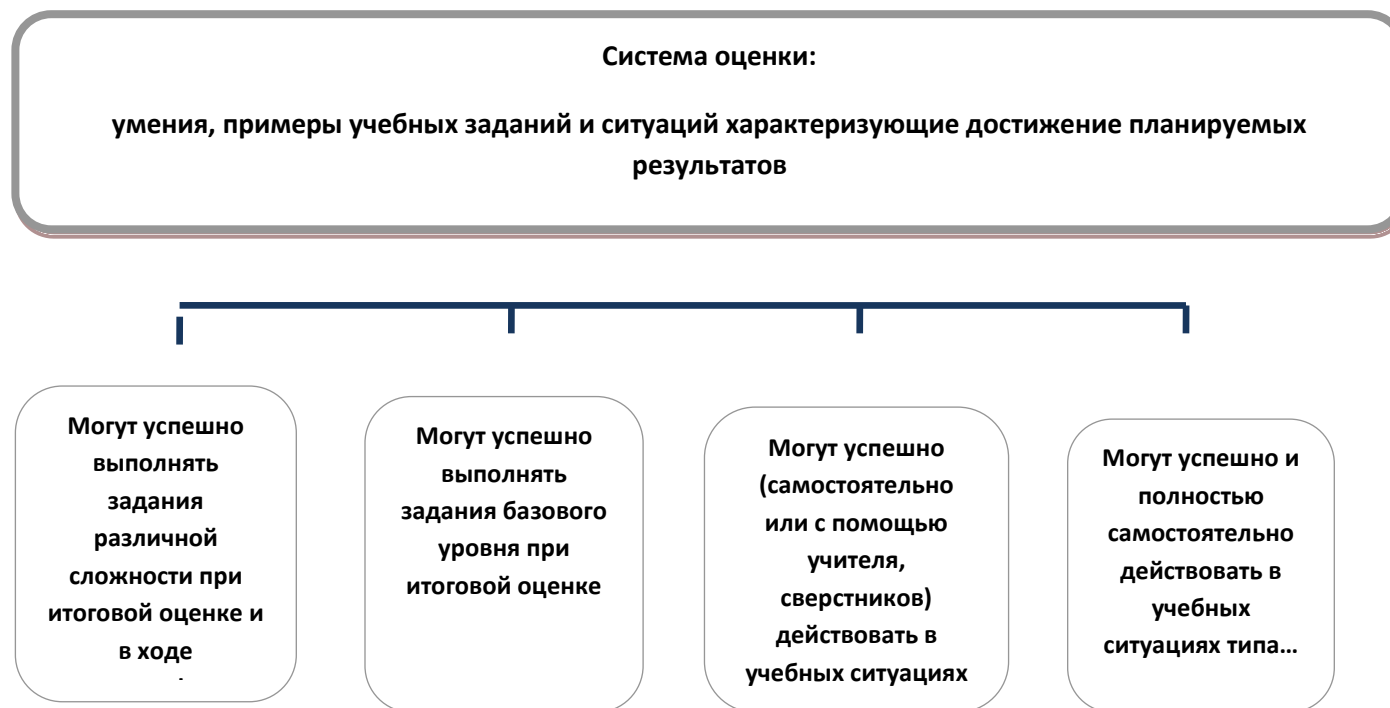 Система оценки:
умения, примеры учебных заданий и ситуаций характеризующие достижение планируемых
результатов
Могут успешно
выполнять
задания
различной
сложности при
итоговой оценке и
в ходе
Могут успешно
выполнять
задания базового
уровня при
итоговой оценке
Могут успешно
(самостоятельно
или с помощью
учителя,
сверстников)
действовать в
учебных ситуациях
Могут успешно и
полностью
самостоятельно
действовать в
учебных
ситуациях типа…